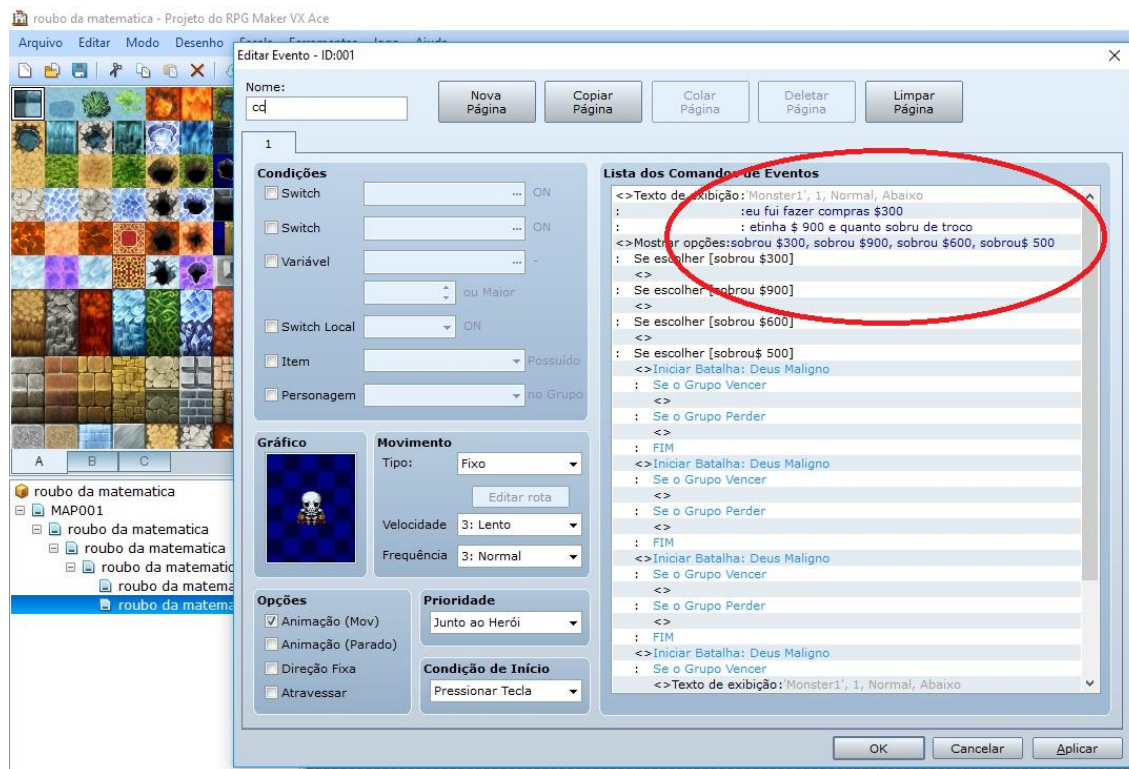 roubo da matematica - Projeto do RPG Maker VX Ace
Arquivo Editar Modo Desenho
Editar Evento - ID:001
Nome:
cc
Nova Página
Copiar Página
Colar Página
Deletar Página
Limpar Página
1
Condições
Switch ... ON
Switch ... ON
Variável ... -
ou Maior
Switch Local ON
Item Possuído
Personagem no Grupo
Gráfico
Movimento
Tipo: Fixo
Editar rota
Velocidade 3: Lento
Frequência 3: Normal
Opções
Animação (Mov)
Animação (Parado)
Direção Fixa
Atravessar
Prioridade
Junto ao Herói
Condição de Início
Pressionar Tecla
Lista dos Comandos de Eventos
<>Texto de exibição:'Monster1', 1, Normal, Abaixo
: :eu fui fazer compras $300
: : etinha $ 900 e quanto sobru de troco
<>Mostrar opções:sobrou $300, sobrou $900, sobrou $600, sobrou$ 500
: Se escolher [sobrou $300]
<>
: Se escolher [sobrou $900]
<>
: Se escolher [sobrou $600]
<>
: Se escolher [sobrou$ 500]
<>Iniciar Batalha: Deus Maligno
: Se o Grupo Vencer
<>
: Se o Grupo Perder
<>
: FIM
<>Iniciar Batalha: Deus Maligno
: Se o Grupo Vencer
<>
: Se o Grupo Perder
<>
: FIM
<>Iniciar Batalha: Deus Maligno
: Se o Grupo Vencer
<>
: Se o Grupo Perder
<>
: FIM
<>Iniciar Batalha: Deus Maligno
: Se o Grupo Vencer
<>Texto de exibição:'Monster1', 1, Normal, Abaixo
A B C
roubo da matematica
MAP001
roubo da matematica
roubo da matematica
roubo da matematic
roubo da matema
roubo da matema
OK
Cancelar
Aplicar